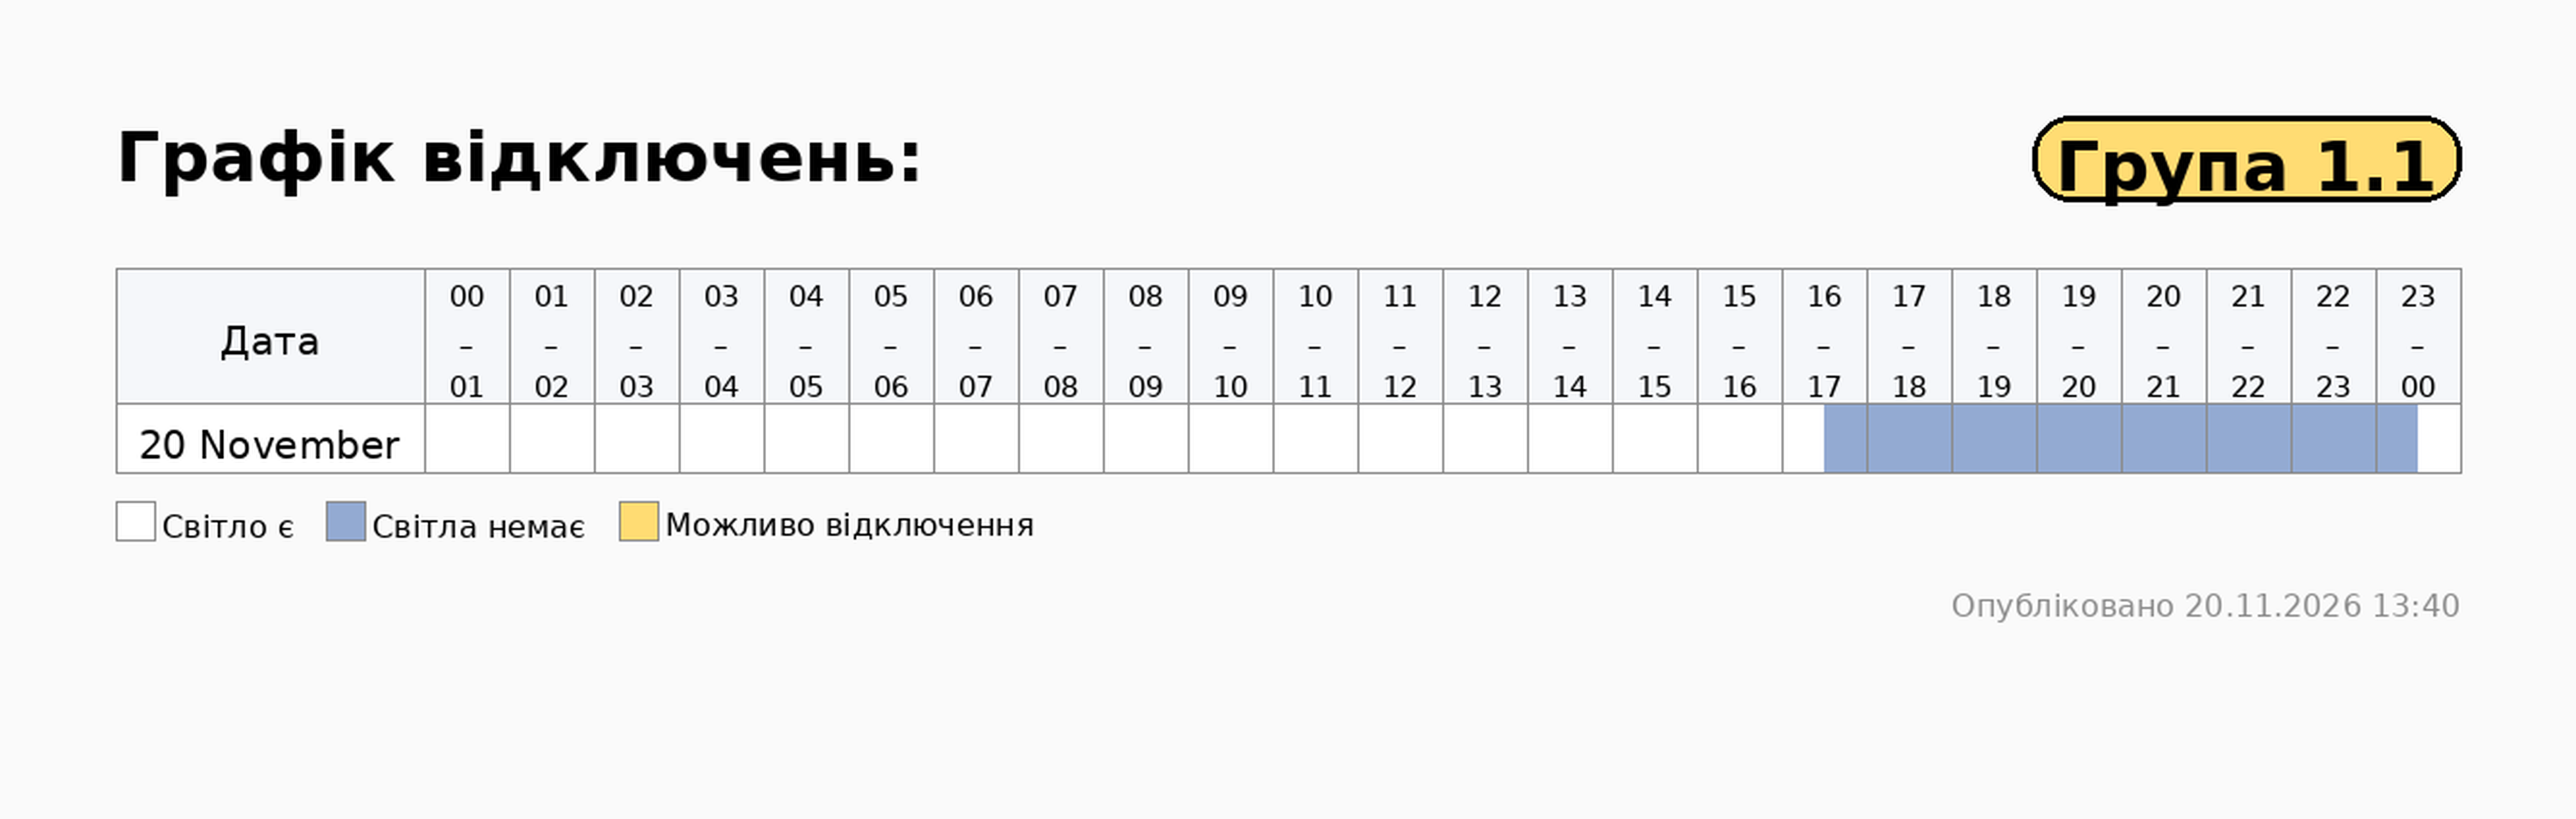 Графік відключень:
Група 1.1
Дата
00 – 01
01 – 02
02 – 03
03 – 04
04 – 05
05 – 06
06 – 07
07 – 08
08 – 09
09 – 10
10 – 11
11 – 12
12 – 13
13 – 14
14 – 15
15 – 16
16 – 17
17 – 18
18 – 19
19 – 20
20 – 21
21 – 22
22 – 23
23 – 00
20 November
Світло є
Світла немає
Можливо відключення
Опубліковано 20.11.2026 13:40